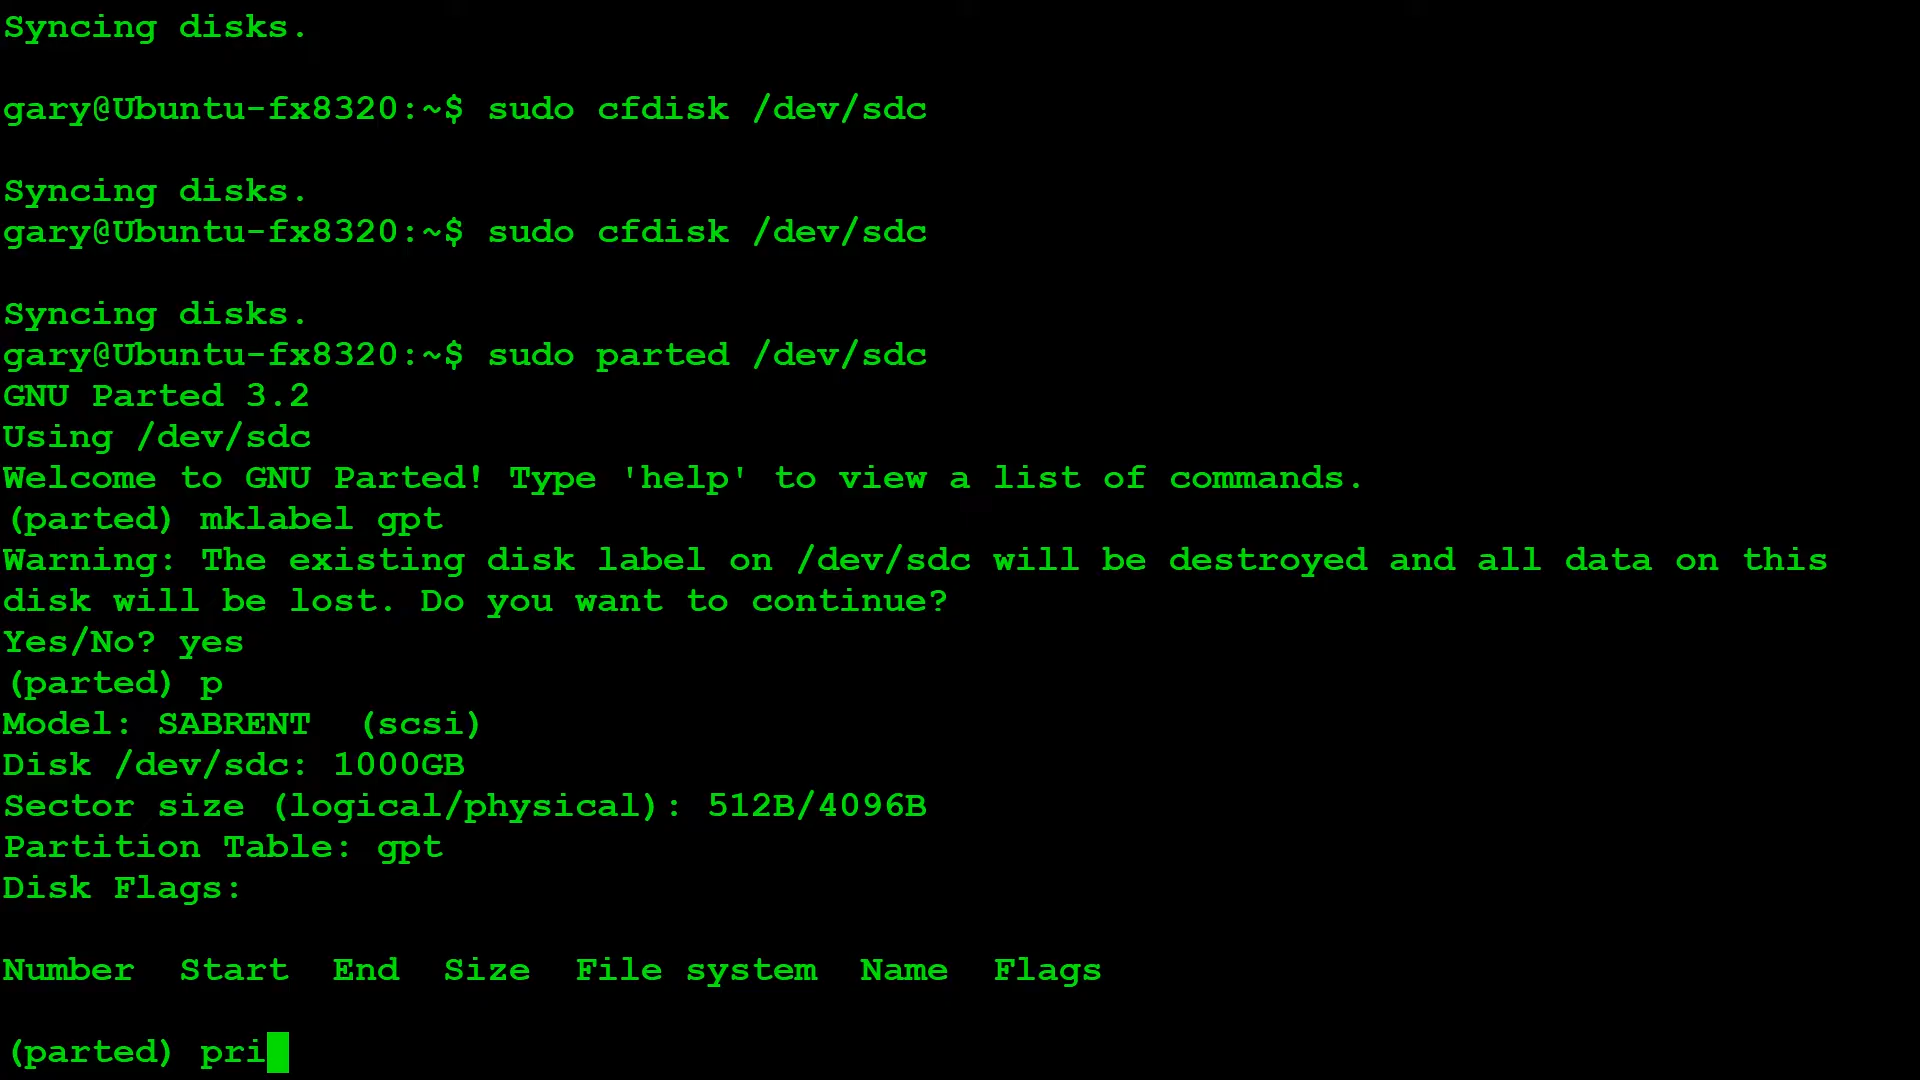 Syncing disks.
gary@Ubuntu-fx8320:~$ sudo cfdisk /dev/sdc
Syncing disks.
gary@Ubuntu-fx8320:~$ sudo cfdisk /dev/sdc
Syncing disks.
gary@Ubuntu-fx8320:~$ sudo parted /dev/sdc
GNU Parted 3.2
Using /dev/sdc
Welcome to GNU Parted! Type 'help' to view a list of commands.
(parted) mklabel gpt
Warning: The existing disk label on /dev/sdc will be destroyed and all data on this
disk will be lost. Do you want to continue?
Yes/No? yes
(parted) p
Model: SABRENT  (scsi)
Disk /dev/sdc: 1000GB
Sector size (logical/physical): 512B/4096B
Partition Table: gpt
Disk Flags:
Number  Start  End  Size  File system  Name  Flags
(parted) pri